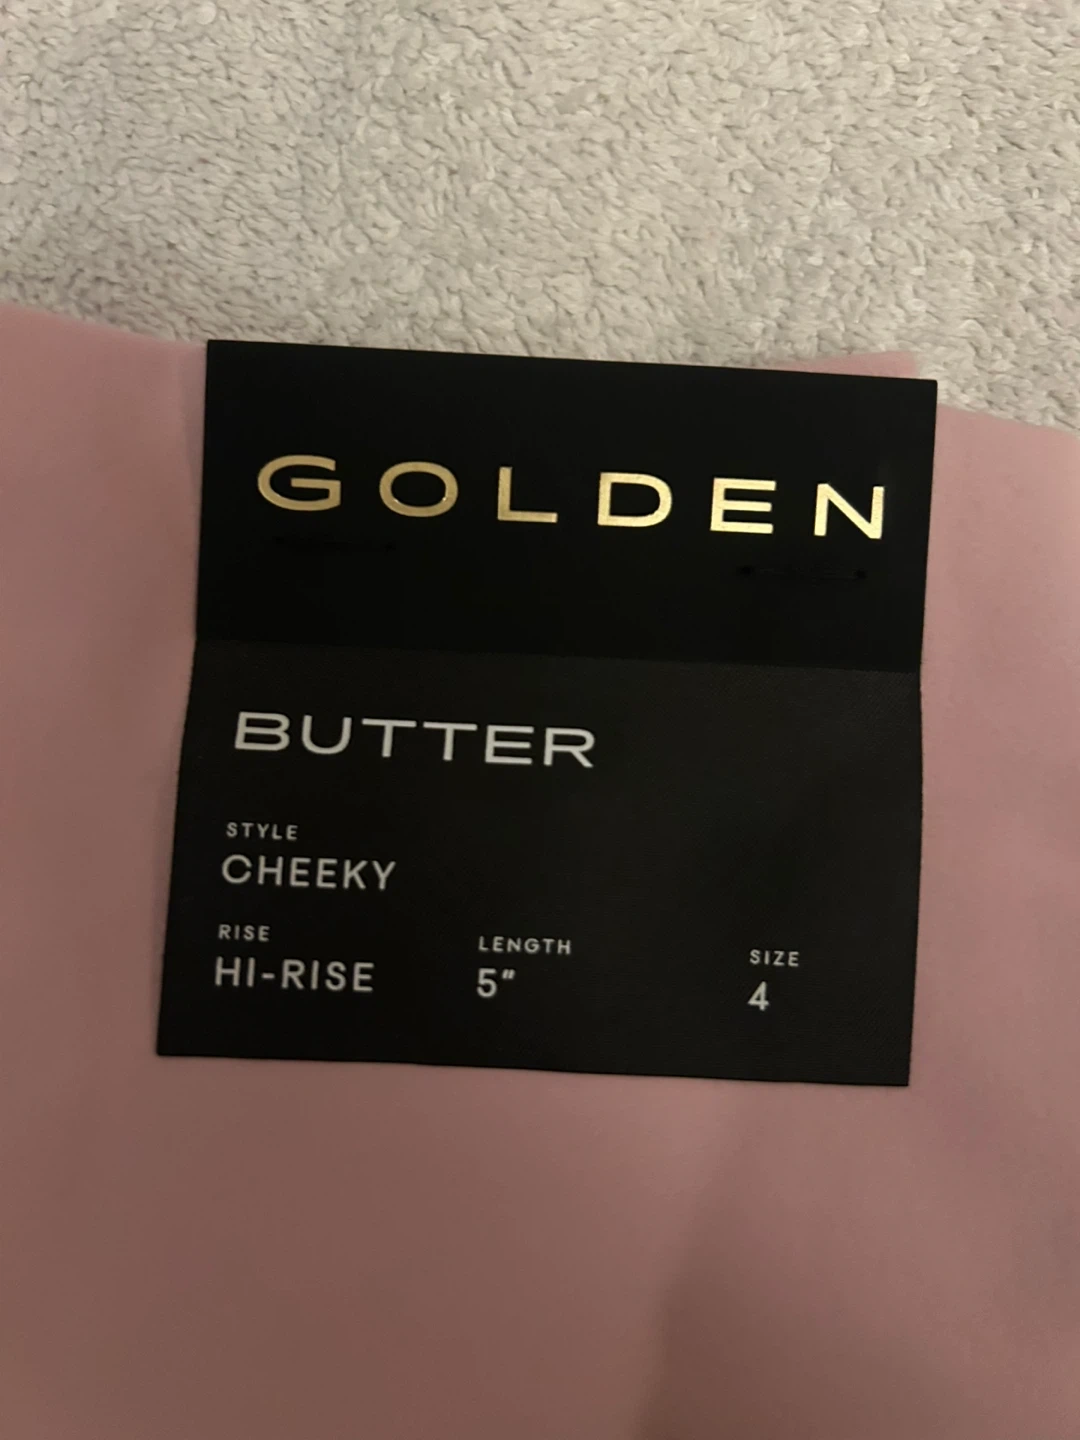 GOLDEN
BUTTER
STYLE
CHEEKY
RISE
HI-RISE
LENGTH
5"
SIZE
4